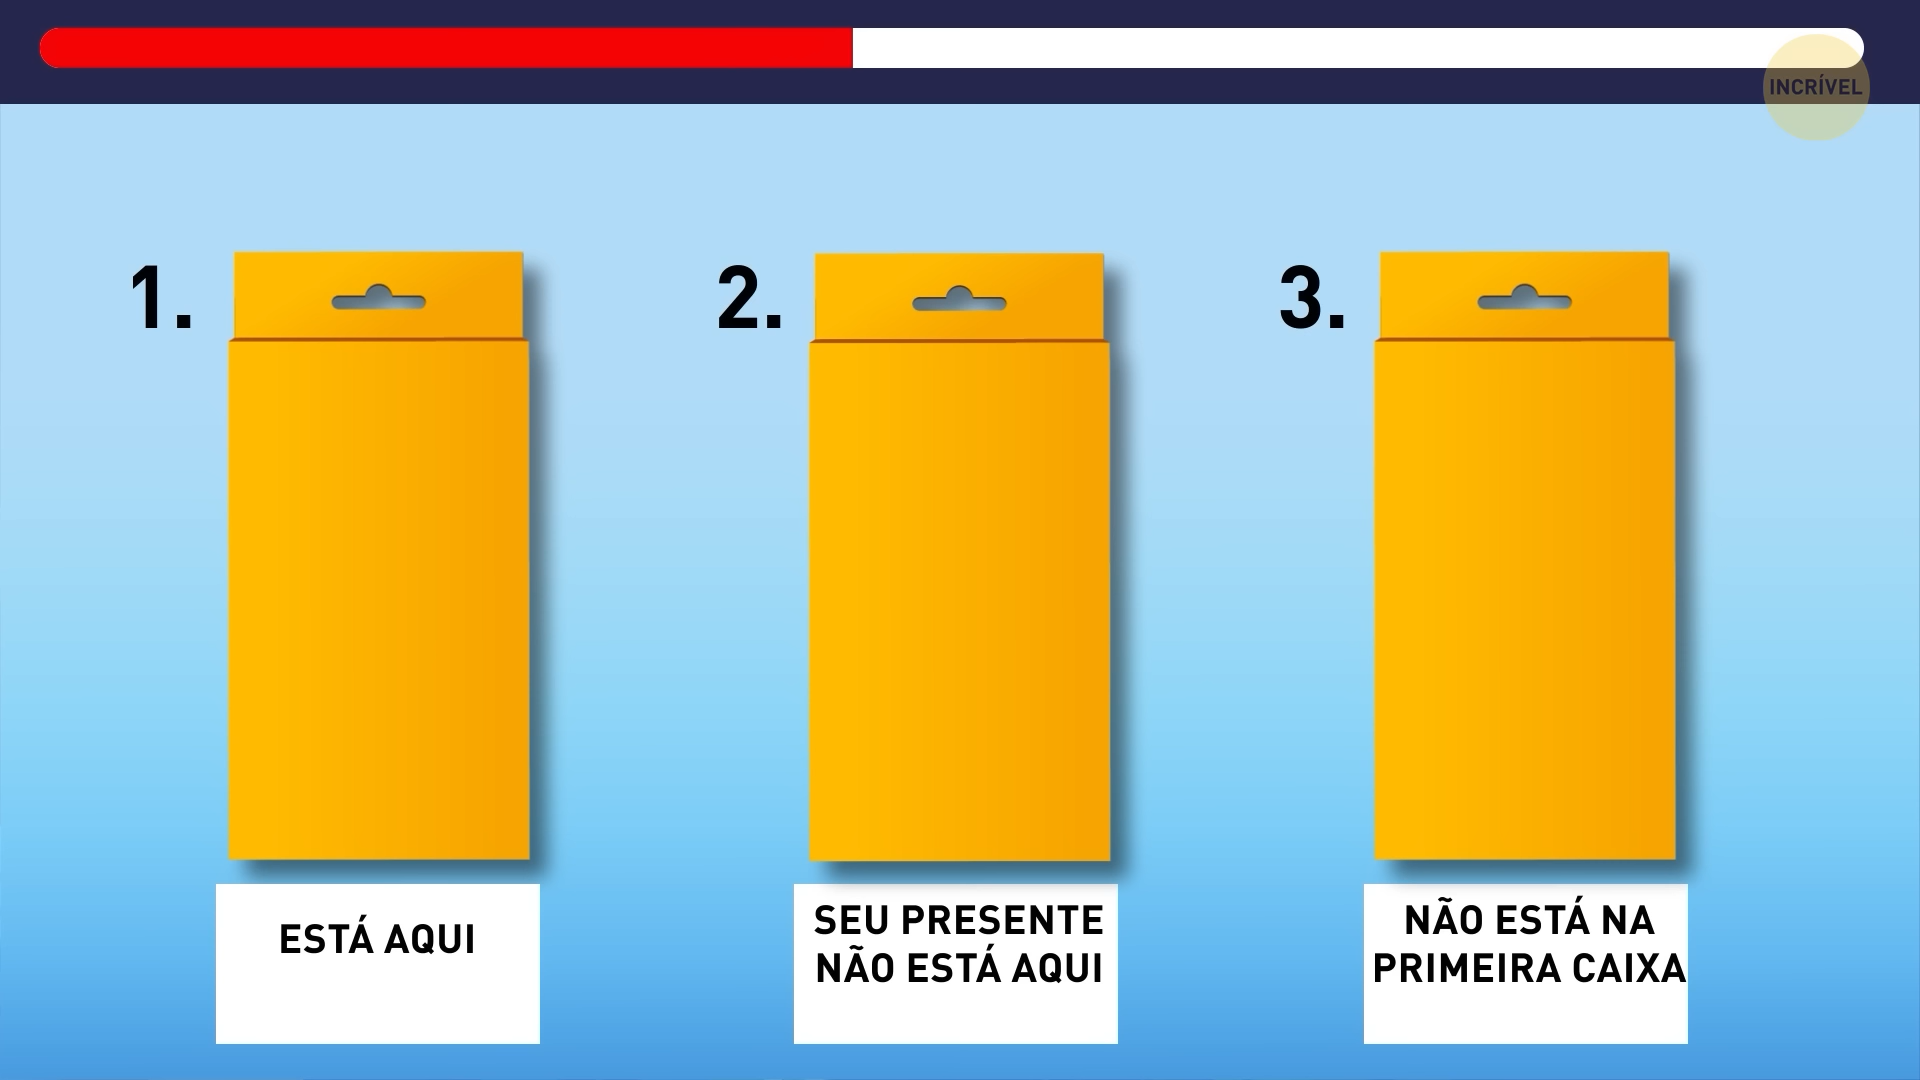 INCRÍVEL
1.
2.
3.
ESTÁ AQUI
SEU PRESENTE
NÃO ESTÁ AQUI
NÃO ESTÁ NA
PRIMEIRA CAIXA